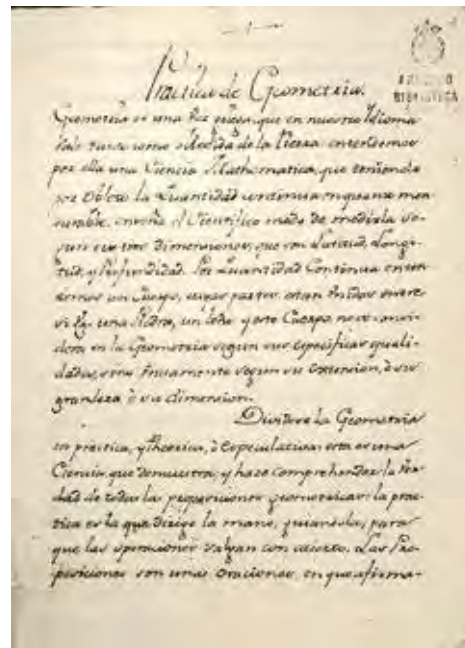 1
Practica de Geometria.
ARCHIVO
BIBLIOTECA
Geometria es una voz griega, que en nuestro Idioma
vale tanto como Medida de la tierra: entendemos
por ella una Ciencia Mathematica, que teniendo
por objeto la Quantidad continua en quanto men
surable, enseña el Cientifico modo de medirla se-
gun sus tres dimensiones, que son Latitud, Longi-
tud, y Profundidad. Por Quantidad Continua enten
demos un Cuerpo, cuyas partes estan unidas entre
si una Piedra, un y este Cuerpo no se consi-
dera en la Geometria segun sus especificas quali-
dades, sino unicamente segun su extension, ò su
grandeza ò su dimension.
Dividese la Geometria
en practica, y Theorica, ò Especulativa: esta es una
Ciencia, que demuestra, y haze comprehender la Ver-
dad de todas las proposiciones geometricas: la prac-
tica es la que dirige la mano, guiandola, para
que las operaciones salgan con acierto. Las Pro-
posiciones son unas Oraciones, en que afirma-